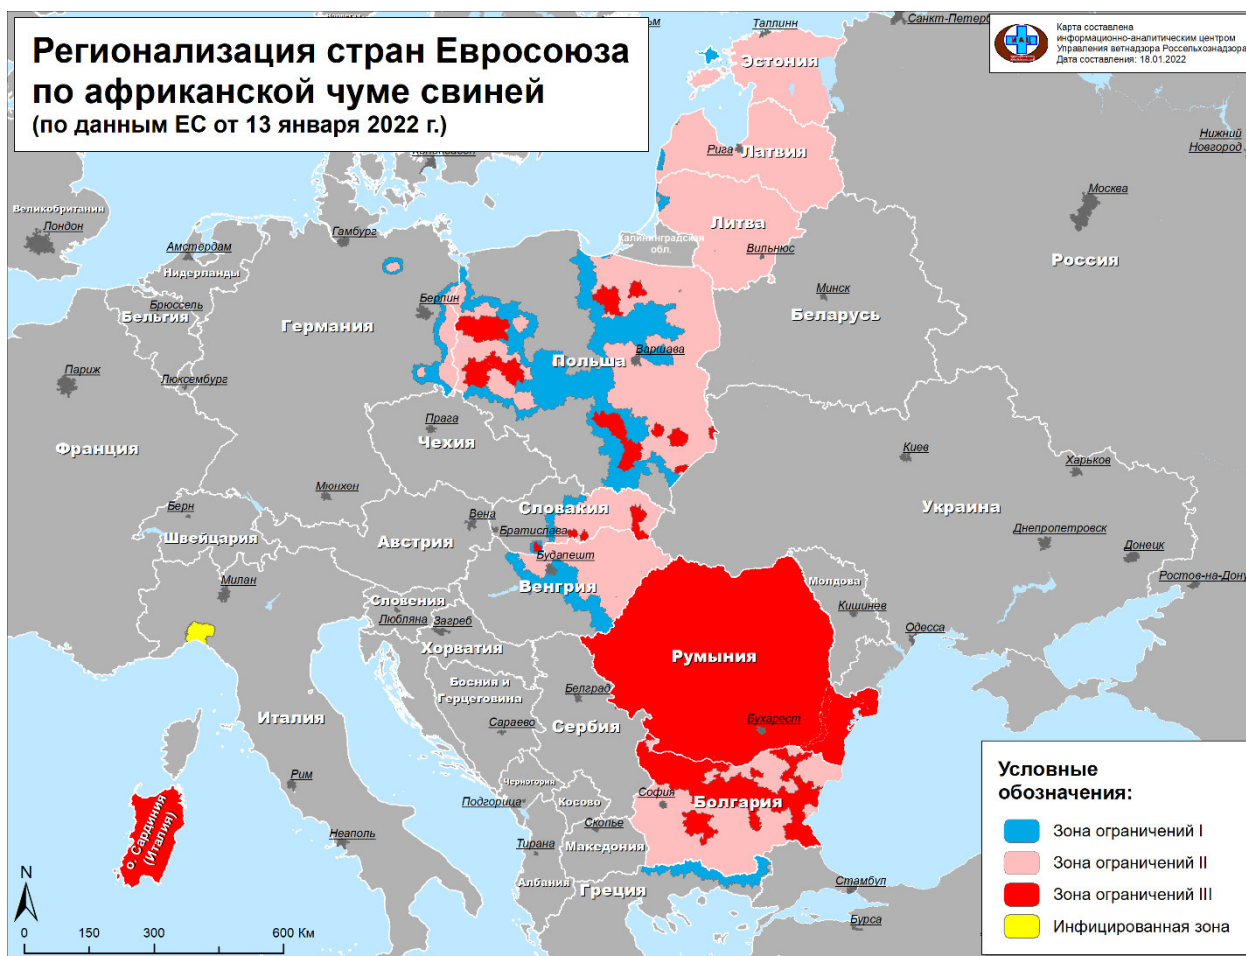 Регионализация стран Евросоюза
по африканской чуме свиней
(по данным ЕС от 13 января 2022 г.)
Карта составлена
информационно-аналитическим центром
Управления ветнадзора Россельхознадзора
Дата составления: 18.01.2022
ИАЦ
Таллинн
Эстония
Нижний
Новгород
Рига
Латвия
Москва
Великобритания
Лондон
Гамбург
Литва
Калининградская
обл.
Амстердам
Вильнюс
Россия
Нидерланды
Минск
Берлин
Брюссель
Бельгия
Германия
Беларусь
Варшава
Польша
Париж
Люксембург
Прага
Чехия
Франция
Киев
Харьков
Мюнхен
Берн
Словакия
Украина
Вена
Братислава
Днепропетровск
Швейцария
Австрия
Будапешт
Донецк
Милан
Венгрия
Молдова
Ростов-на-Дону
Словения
Кишинев
Любляна
Загреб
Одесса
Хорватия
Румыния
Босния и
Герцеговина
Белград
Италия
Сараево
Сербия
Бухарест
Рим
Черногория
Подгорица
Косово
София
Болгария
Неаполь
Скопье
Тирана
Македония
о. Сардиния
(Италия)
Албания
Греция
Стамбул
Бурса
Условные
обозначения:
Зона ограничений I
Зона ограничений II
Зона ограничений III
Инфицированная зона
N
0 150 300 600 Км